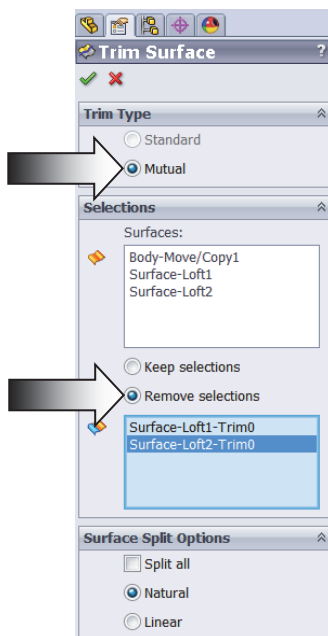 Trim Surface ?
Trim Type
Standard
Mutual
Selections
Surfaces:
Body-Move/Copy1
Surface-Loft1
Surface-Loft2
Keep selections
Remove selections
Surface-Loft1-Trim0
Surface-Loft2-Trim0
Surface Split Options
Split all
Natural
Linear